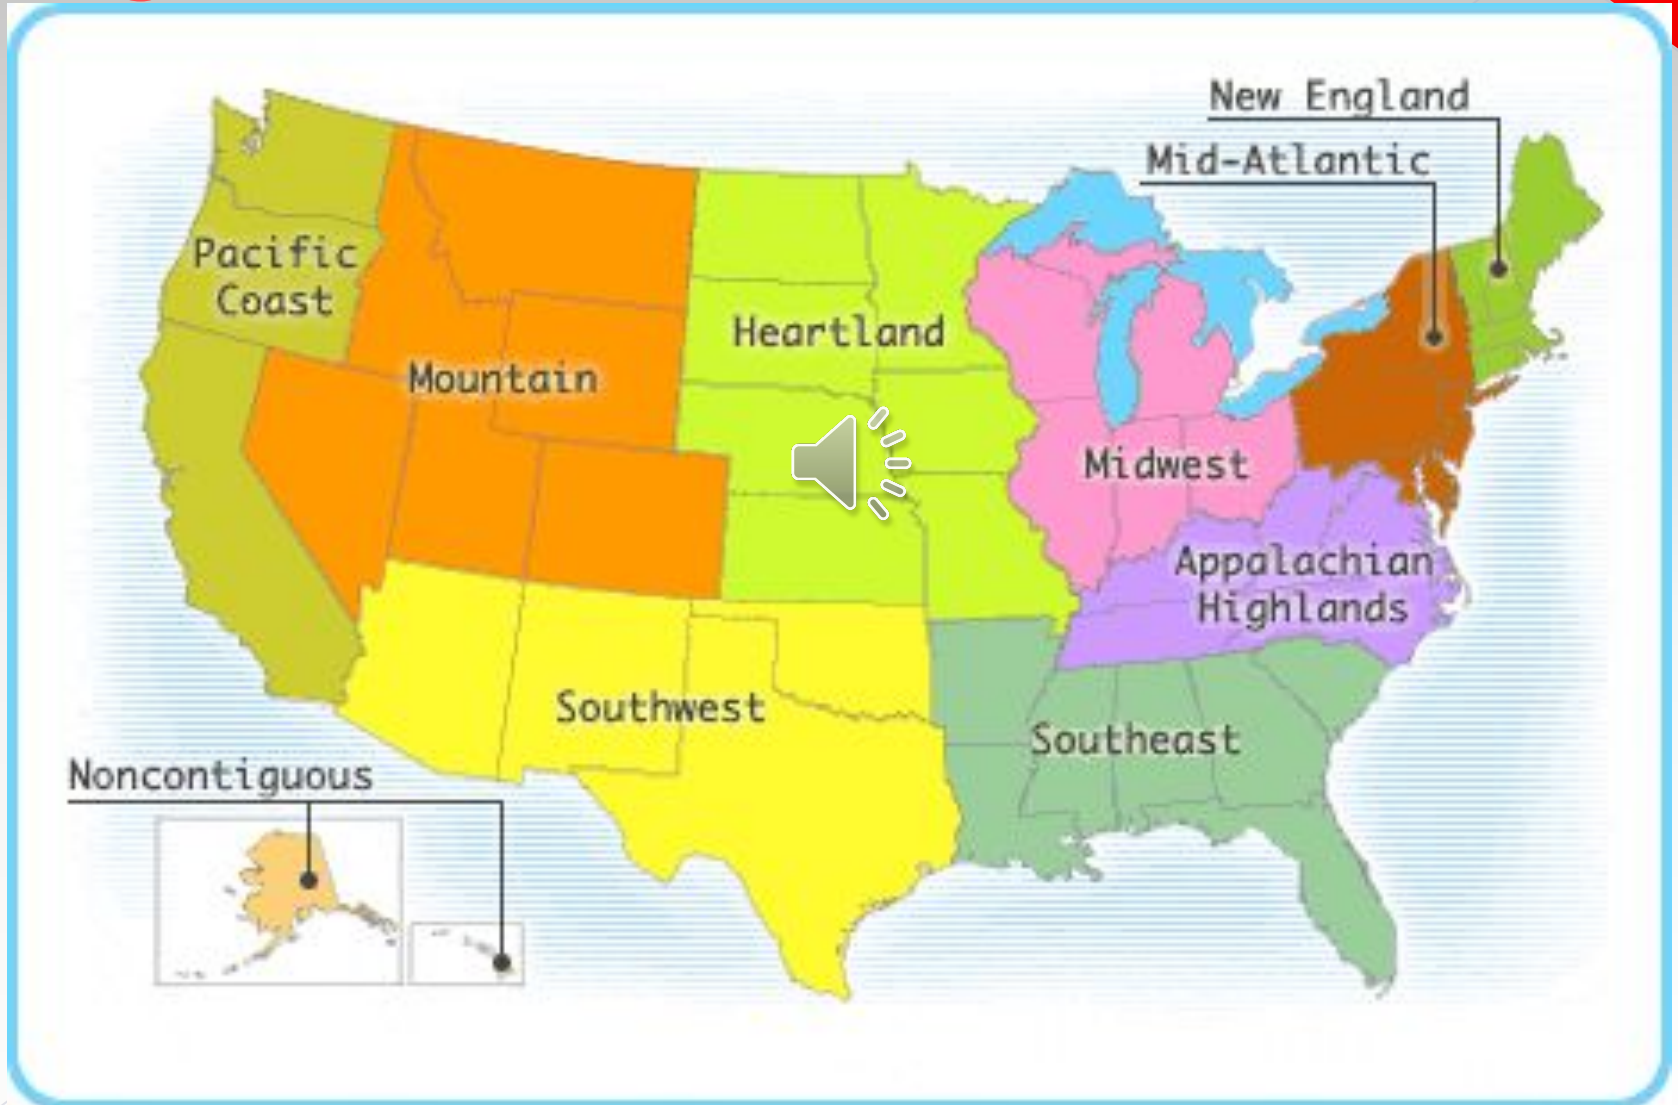 New England
Mid-Atlantic
Pacific
Coast
Heartland
Mountain
Midwest
Appalachian
Highlands
Southwest
Southeast
Noncontiguous